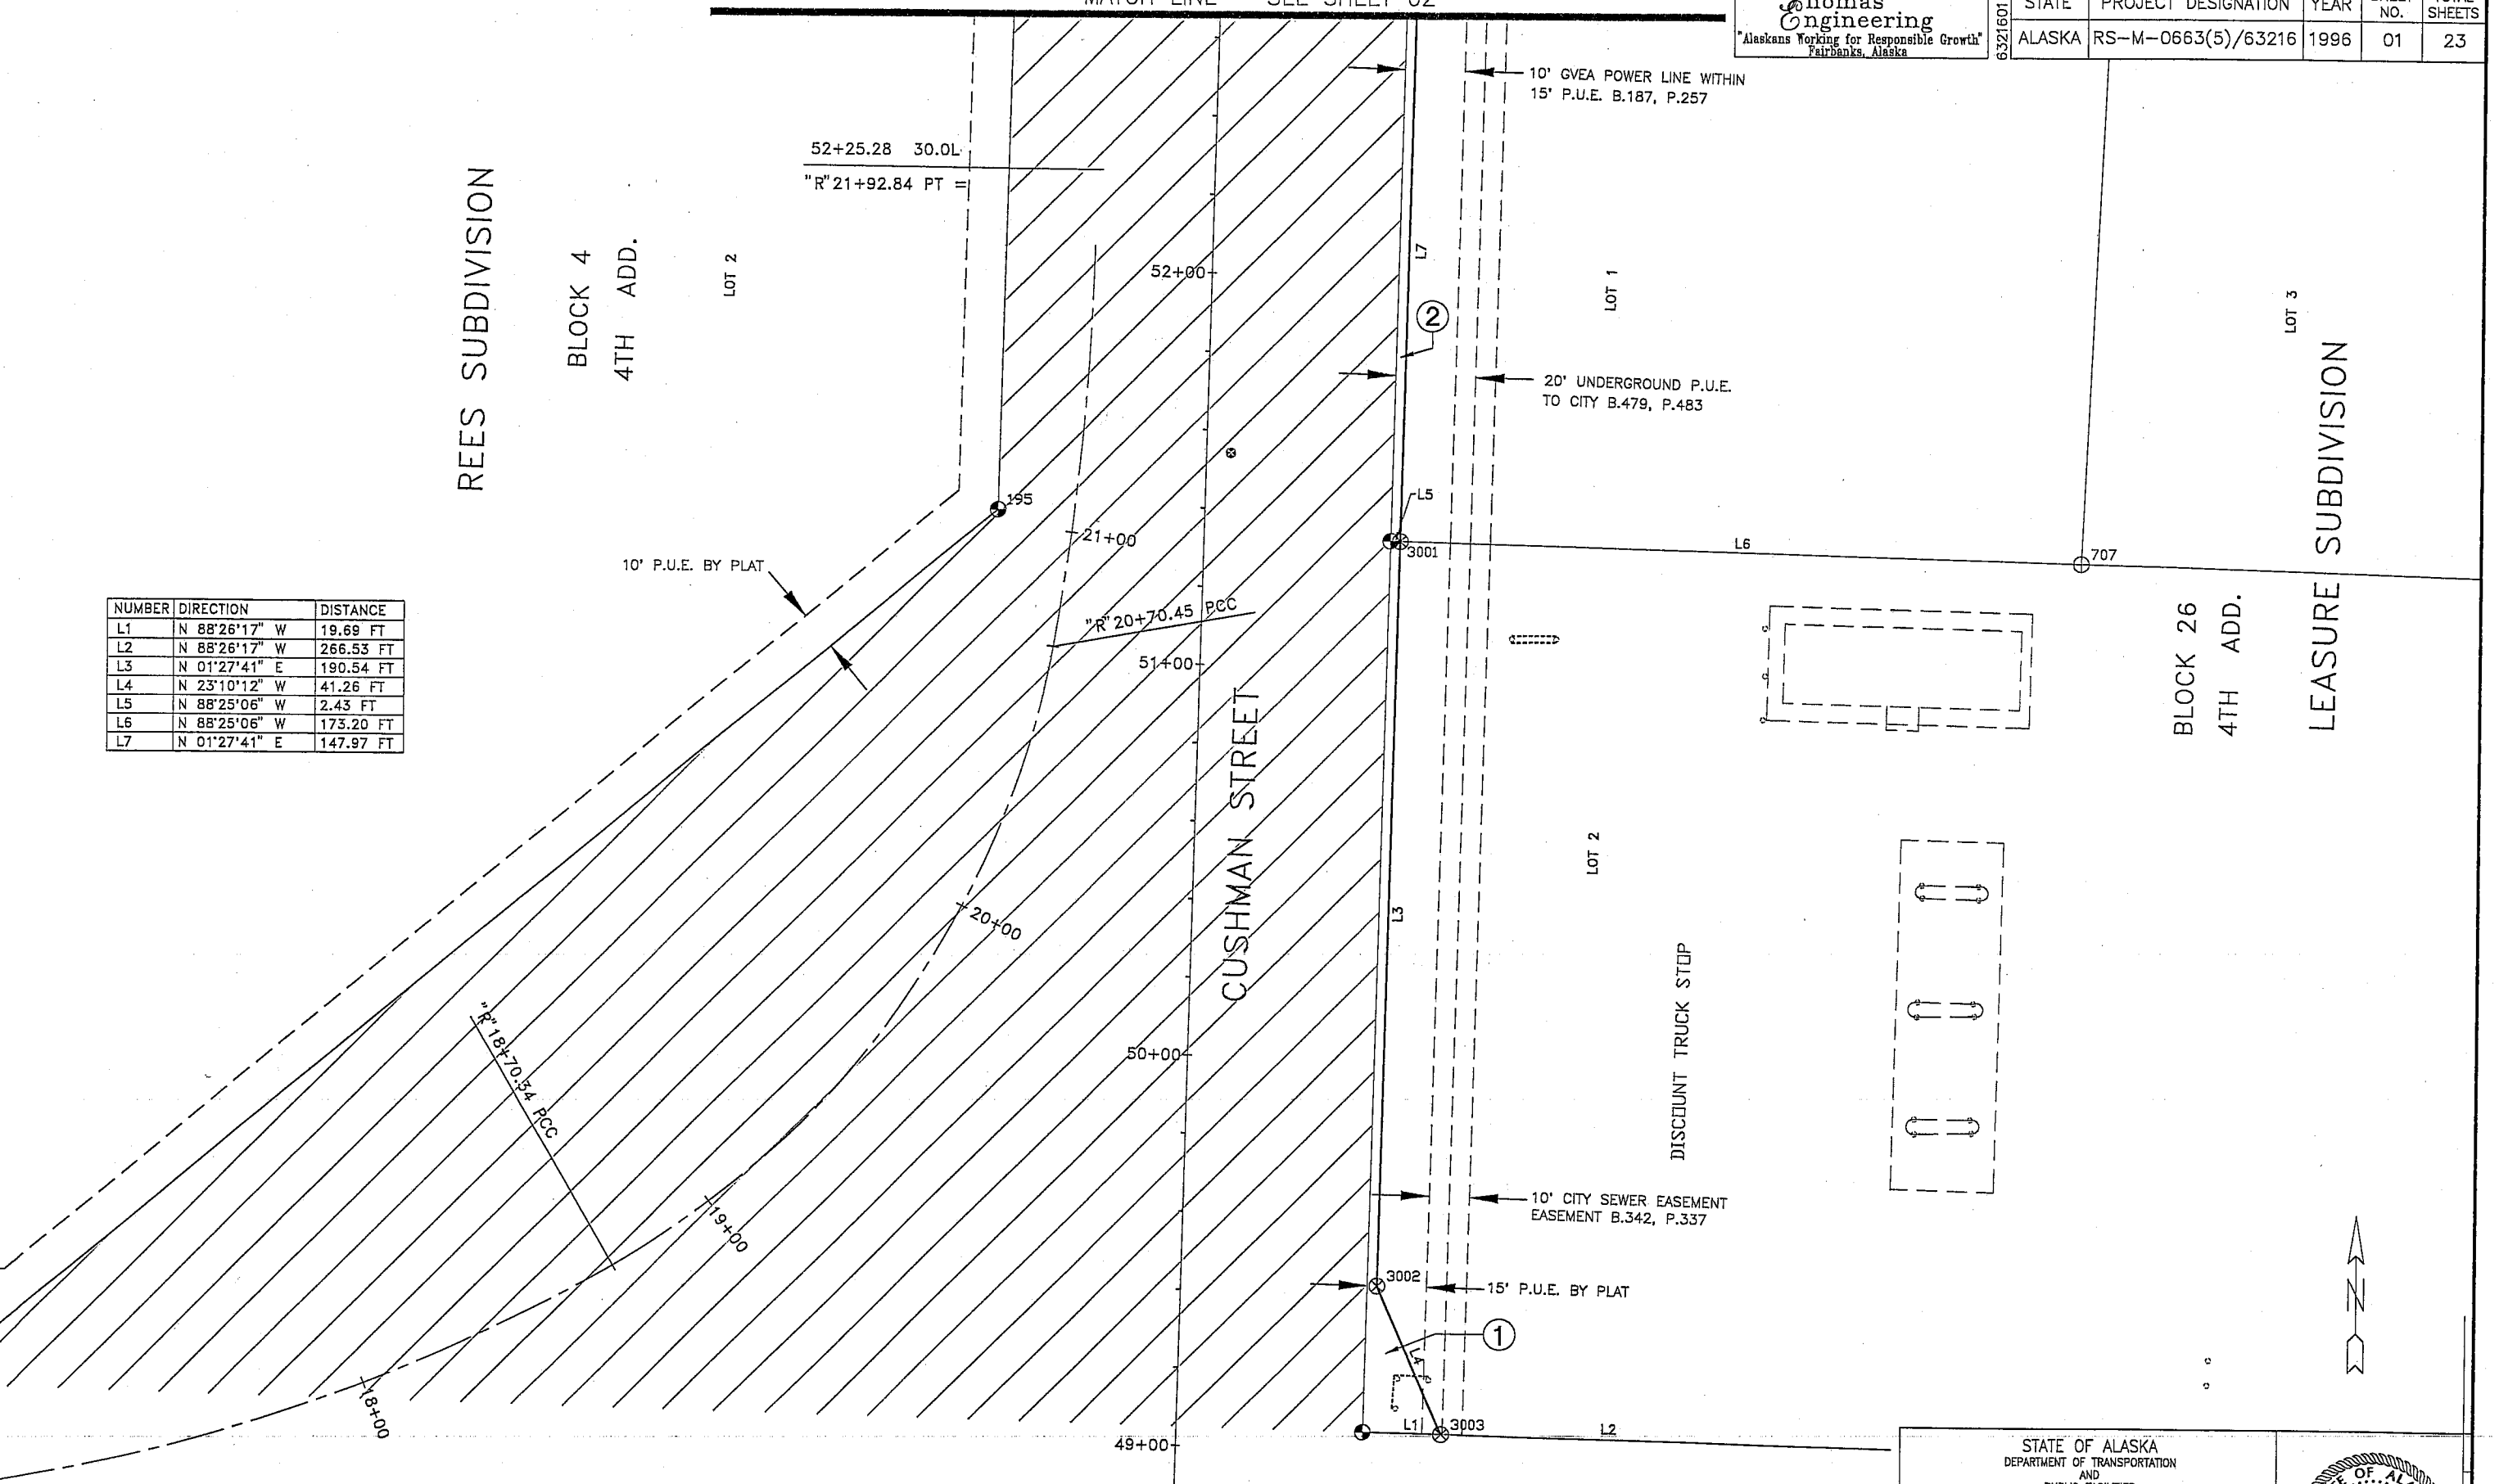 MATCH LINE SEE SHEET 02
Thomas
Engineering
"Alaskans Working for Responsible Growth"
Fairbanks, Alaska
6321601
STATE PROJECT DESIGNATION YEAR NO. SHEETS
ALASKA RS-M-0663(5)/63216 1996 01 23
10' GVEA POWER LINE WITHIN
15' P.U.E. B.187, P.257
52+25.28 30.0L
"R"21+92.84 PT =
REES SUBDIVISION
BLOCK 4
4TH ADD.
LOT 2
52+00
L7
2
LOT 1
LOT 3
20' UNDERGROUND P.U.E.
TO CITY B.479, P.483
LEASURE SUBDIVISION
195
L5
21+00
3001
L6
707
10' P.U.E. BY PLAT
"R"20+70.45 PCC
51+00
BLOCK 26
4TH ADD.
NUMBER DIRECTION DISTANCE
L1 N 88°26'17" W 19.69 FT
L2 N 88°26'17" W 266.53 FT
L3 N 01°27'41" E 190.54 FT
L4 N 23°10'12" W 41.26 FT
L5 N 88°25'06" W 2.43 FT
L6 N 88°25'06" W 173.20 FT
L7 N 01°27'41" E 147.97 FT
CUSHMAN STREET
LOT 2
L3
20+00
DISCOUNT TRUCK STOP
"R"18+70.34 PCC
50+00
19+00
10' CITY SEWER EASEMENT
EASEMENT B.342, P.337
3002
15' P.U.E. BY PLAT
1
L4
N
18+00
L1
3003
L2
49+00
STATE OF ALASKA
DEPARTMENT OF TRANSPORTATION
AND